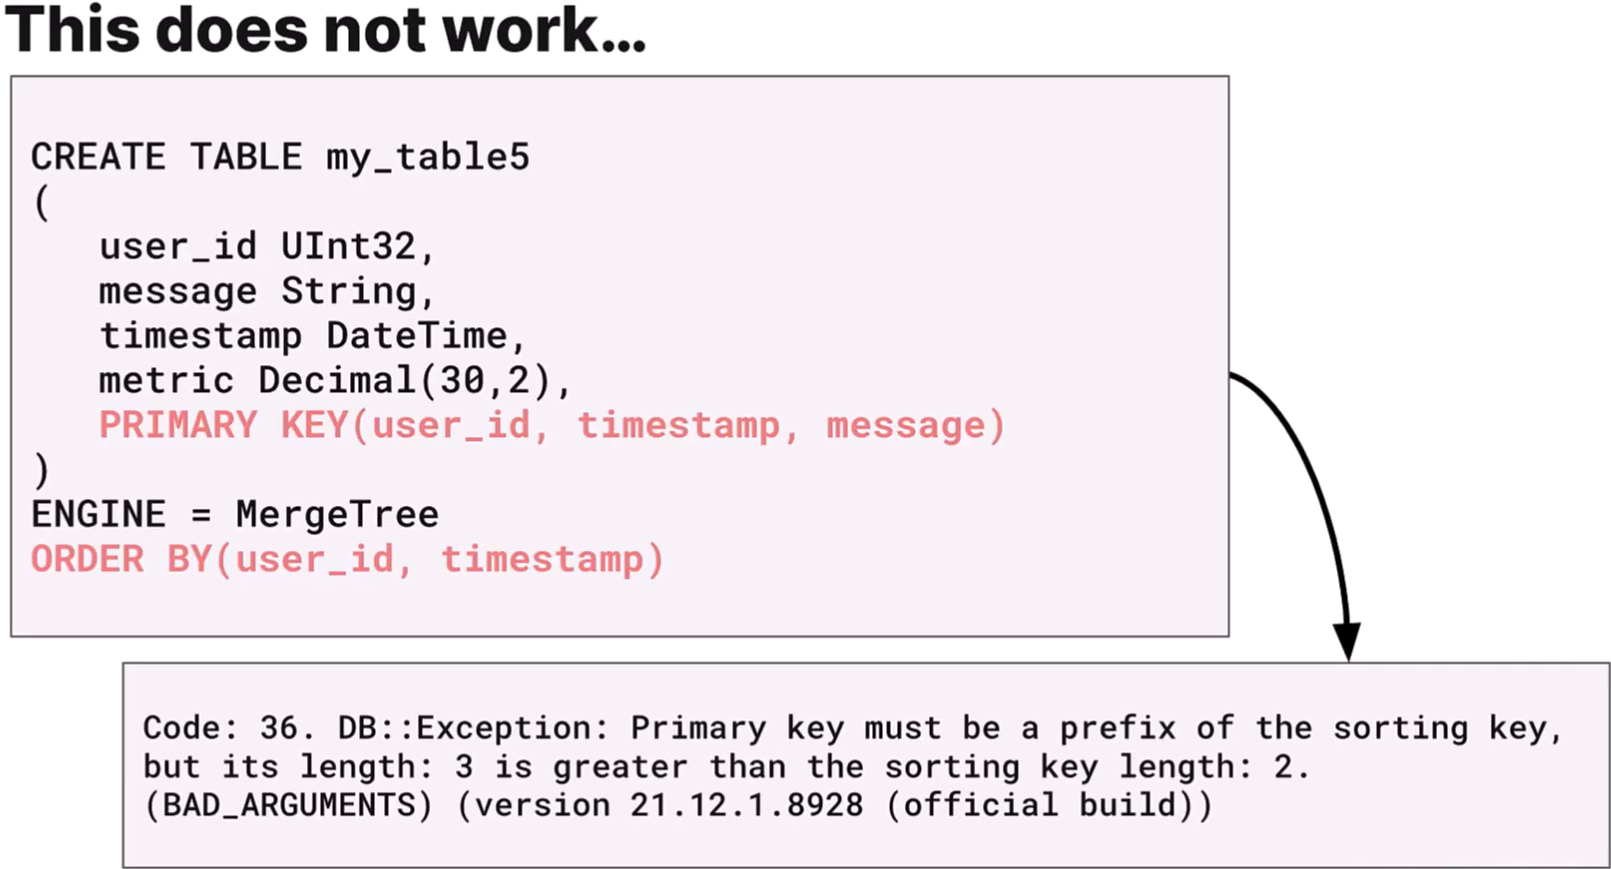 This does not work...
CREATE TABLE my_table5
(
user_id UInt32,
message String,
timestamp DateTime,
metric Decimal(30,2),
PRIMARY KEY(user_id, timestamp, message)
)
ENGINE = MergeTree
ORDER BY(user_id, timestamp)
Code: 36. DB::Exception: Primary key must be a prefix of the sorting key,
but its length: 3 is greater than the sorting key length: 2.
(BAD_ARGUMENTS) (version 21.12.1.8928 (official build))